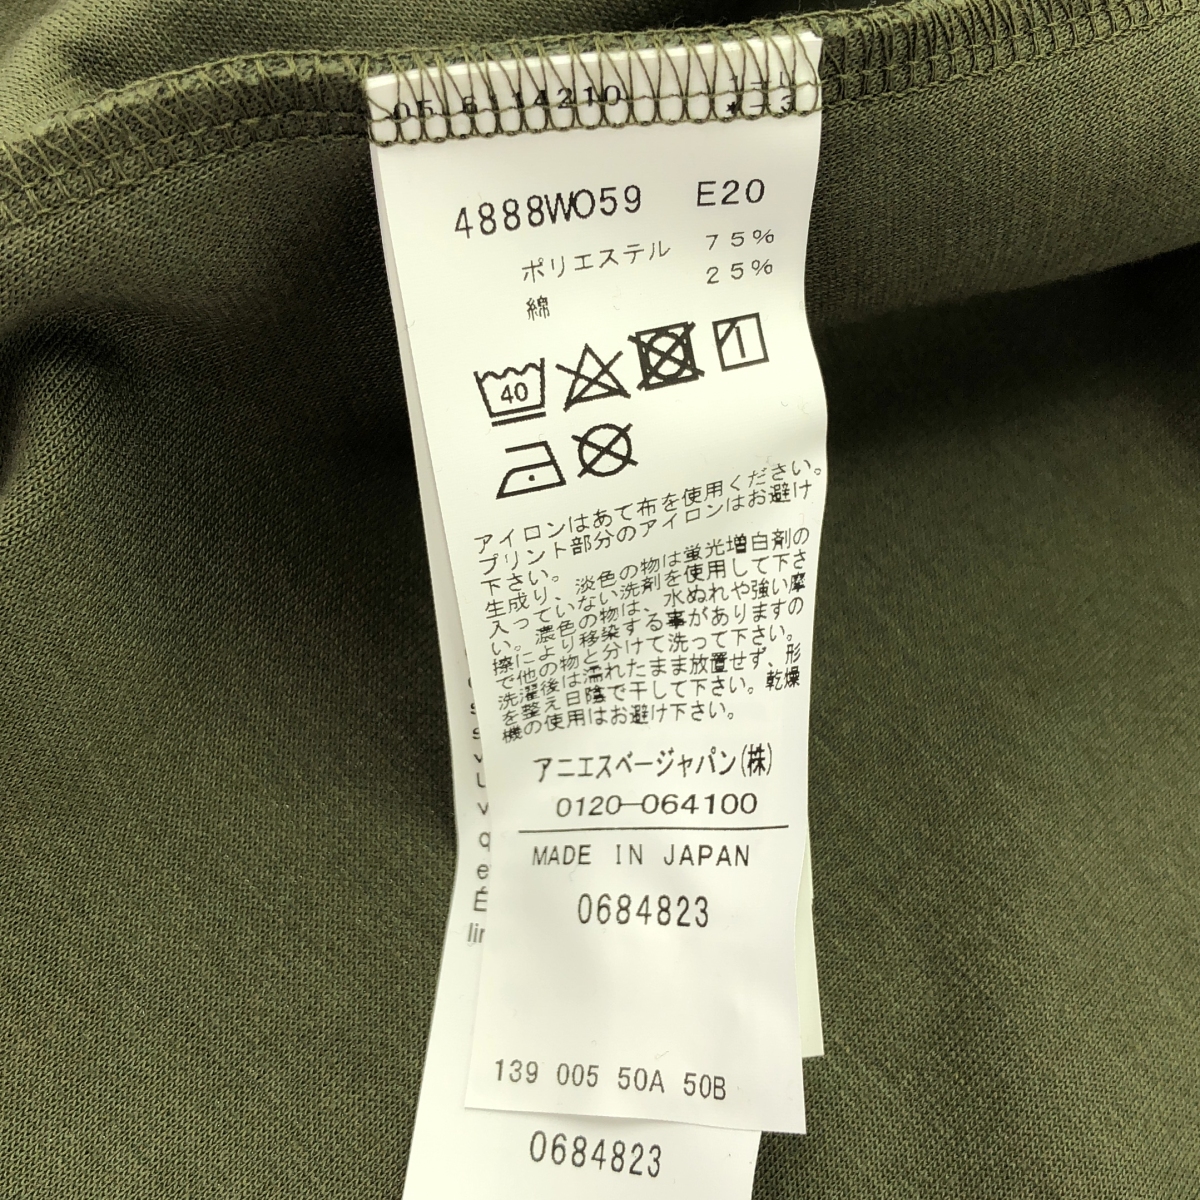 4888WO59 E20
ポリエステル 75%
綿 25%
40
アイロンはあて布を使用ください。
プリント部分のアイロンはお避け
下さい。
生成り、淡色の物は蛍光増白剤の
入っていない洗剤を使用して下さ
い。濃色の物は、水ぬれや強い摩
擦により移染する事がありますの
で他の物と分けて洗って下さい。
洗濯後は濡れたまま放置せず、形
を整え日陰で干して下さい。乾燥
機の使用はお避け下さい。
アニエスベージャパン(株)
0120-064100
MADE IN JAPAN
0684823
139 005 50A 50B
0684823